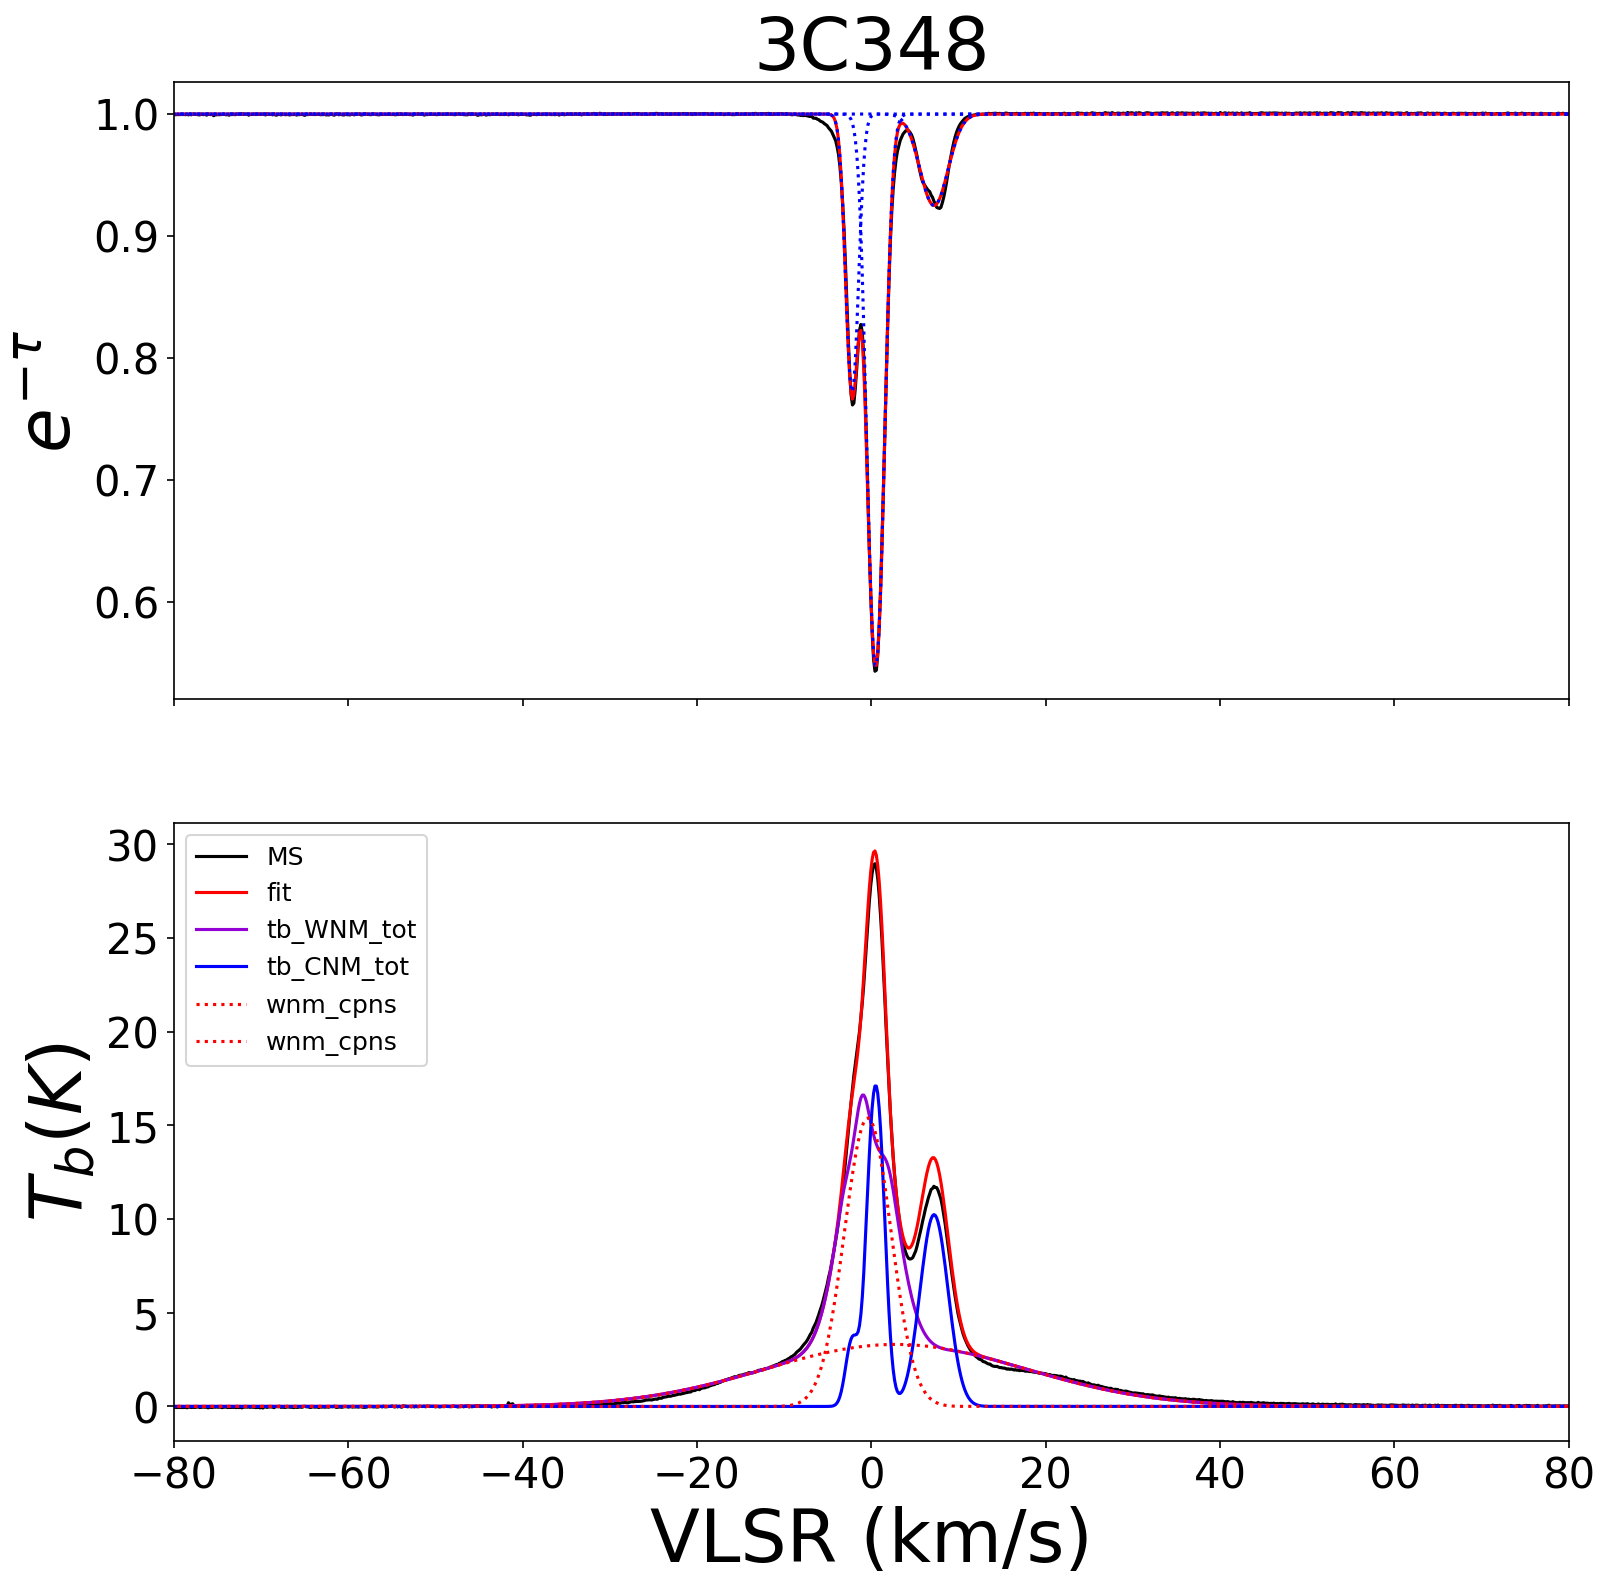 3C348
1.0
0.9
0.8
0.7
0.6
e^{−τ}
30
25
20
15
10
5
0
T_b(K)
MS
fit
tb_WNM_tot
tb_CNM_tot
wnm_cpns
wnm_cpns
−80 −60 −40 −20 0 20 40 60 80
VLSR (km/s)